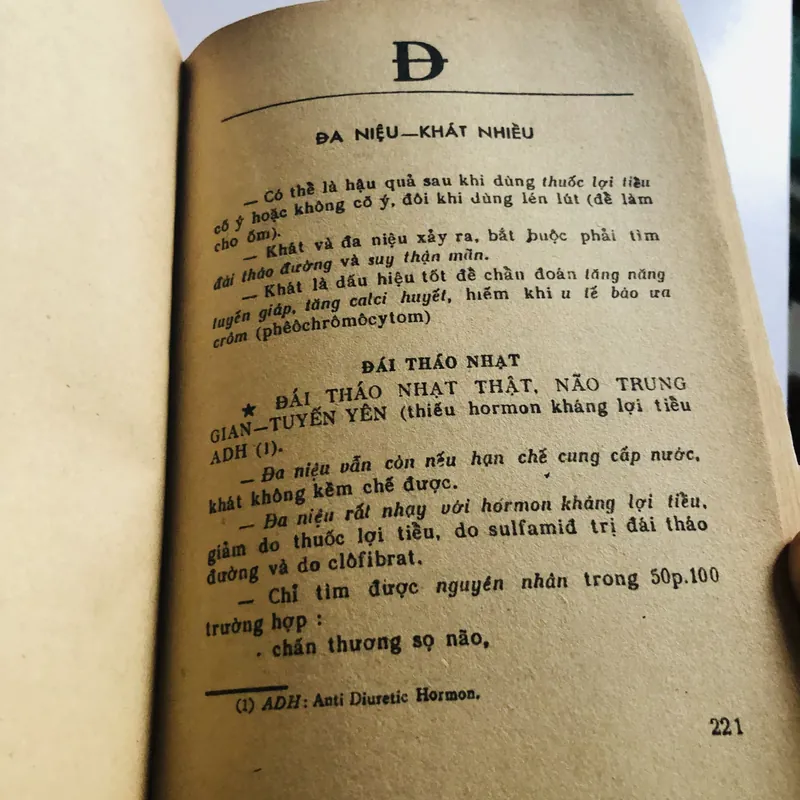 Đ
ĐA NIỆU—KHÁT NHIỀU
— Có thể là hậu quả sau khi dùng thuốc lợi tiểu
cố ý hoặc không cố ý, đôi khi dùng lén lút (để làm
cho ốm).
— Khát và đa niệu xảy ra, bắt buộc phải tìm
đái tháo đường và suy thận mãn.
— Khát là dấu hiệu tốt để chẩn đoán tăng năng
tuyến giáp, tăng calci huyết, hiếm khi u tế bào ưa
crôm (phêôchrômôcytom)
ĐÁI THÁO NHẠT
★ ĐÁI THÁO NHẠT THẬT, NÃO TRUNG
GIAN—TUYẾN YÊN (thiếu hormon kháng lợi tiểu
ADH (1).
— Đa niệu vẫn còn nếu hạn chế cung cấp nước,
khát không kềm chế được.
— Đa niệu rất nhạy với hormon kháng lợi tiểu,
giảm do thuốc lợi tiểu, do sulfamiđ trị đái tháo
đường và do clôfibrat.
— Chỉ tìm được nguyên nhân trong 50p.100
trường hợp :
. chấn thương sọ não,
(1) ADH: Anti Diuretic Hormon.
221